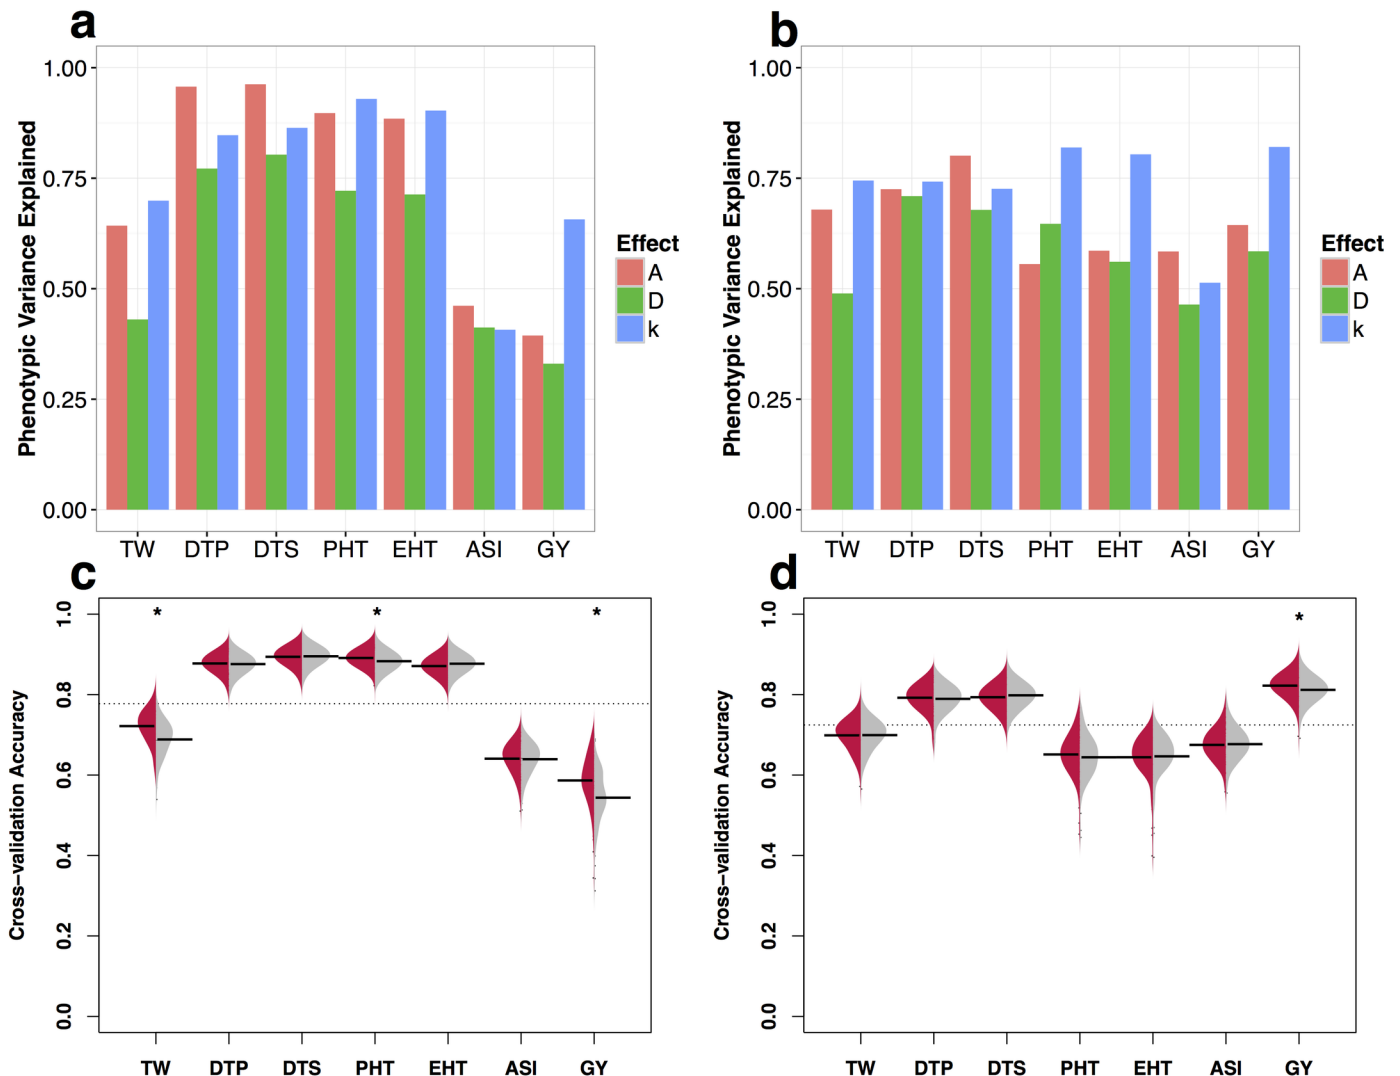 a
Phenotypic Variance Explained
1.00
0.75
0.50
0.25
0.00
TW DTP DTS PHT EHT ASI GY
Effect
A
D
k
b
Phenotypic Variance Explained
1.00
0.75
0.50
0.25
0.00
TW DTP DTS PHT EHT ASI GY
Effect
A
D
k
c
Cross−validation Accuracy
1.0
0.8
0.6
0.4
0.2
0.0
* * *
TW DTP DTS PHT EHT ASI GY
d
Cross−validation Accuracy
1.0
0.8
0.6
0.4
0.2
0.0
*
TW DTP DTS PHT EHT ASI GY